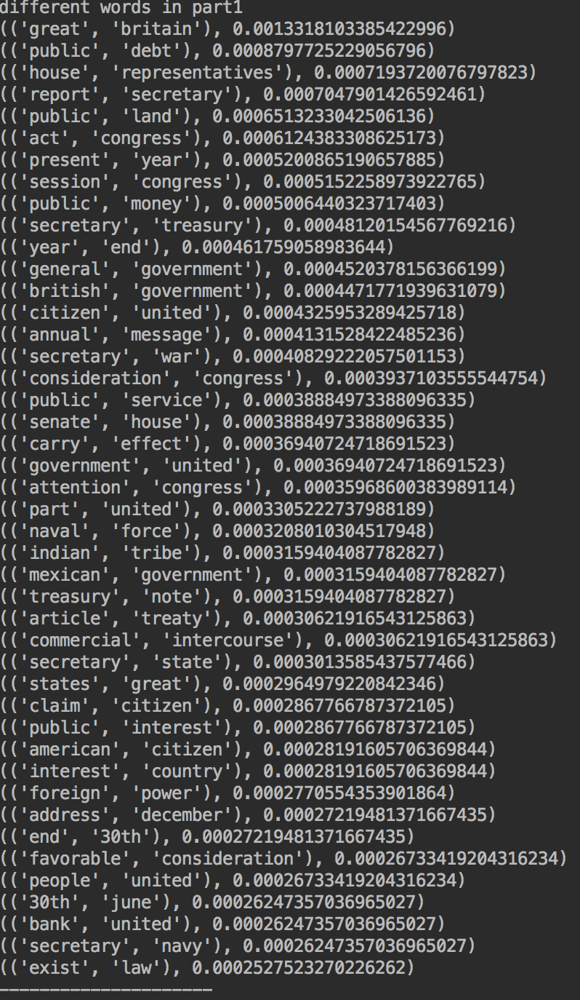 different words in part1
(('great', 'britain'), 0.0013318103385422996)
(('public', 'debt'), 0.0008797725229056796)
(('house', 'representatives'), 0.0007193720076797823)
(('report', 'secretary'), 0.0007047901426592461)
(('public', 'land'), 0.0006513233042506136)
(('act', 'congress'), 0.0006124383308625173)
(('present', 'year'), 0.0005200865190657885)
(('session', 'congress'), 0.0005152258973922765)
(('public', 'money'), 0.0005006440323717403)
(('secretary', 'treasury'), 0.00048120154567769216)
(('year', 'end'), 0.000461759058983644)
(('general', 'government'), 0.0004520378156366199)
(('british', 'government'), 0.0004471771939631079)
(('citizen', 'united'), 0.0004325953289425718)
(('annual', 'message'), 0.0004131528422485236)
(('secretary', 'war'), 0.00040829222057501153)
(('consideration', 'congress'), 0.0003937103555544754)
(('public', 'service'), 0.00038884973388096335)
(('senate', 'house'), 0.00038884973388096335)
(('carry', 'effect'), 0.00036940724718691523)
(('government', 'united'), 0.00036940724718691523)
(('attention', 'congress'), 0.00035968600383989114)
(('part', 'united'), 0.0003305222737988189)
(('naval', 'force'), 0.0003208010304517948)
(('indian', 'tribe'), 0.0003159404087782827)
(('mexican', 'government'), 0.0003159404087782827)
(('treasury', 'note'), 0.0003159404087782827)
(('article', 'treaty'), 0.00030621916543125863)
(('commercial', 'intercourse'), 0.00030621916543125863)
(('secretary', 'state'), 0.0003013585437577466)
(('states', 'great'), 0.0002964979220842346)
(('claim', 'citizen'), 0.0002867766787372105)
(('public', 'interest'), 0.0002867766787372105)
(('american', 'citizen'), 0.00028191605706369844)
(('interest', 'country'), 0.00028191605706369844)
(('foreign', 'power'), 0.0002770554353901864)
(('address', 'december'), 0.00027219481371667435)
(('end', '30th'), 0.00027219481371667435)
(('favorable', 'consideration'), 0.00026733419204316234)
(('people', 'united'), 0.00026733419204316234)
(('30th', 'june'), 0.00026247357036965027)
(('bank', 'united'), 0.00026247357036965027)
(('secretary', 'navy'), 0.00026247357036965027)
(('exist', 'law'), 0.0002527523270226262)
---------------------